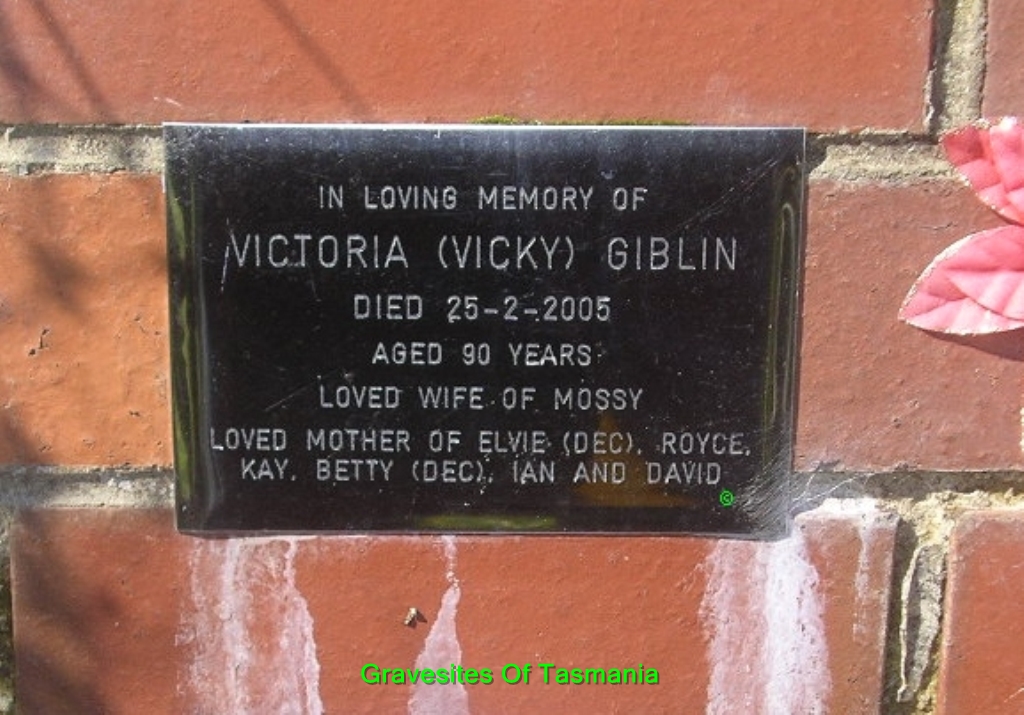 IN LOVING MEMORY OF
VICTORIA (VICKY) GIBLIN
DIED 25-2-2005
AGED 90 YEARS
LOVED WIFE OF MOSSY
LOVED MOTHER OF ELVIE (DEC), ROYCE,
KAY, BETTY (DEC), IAN AND DAVID
©
Gravesites Of Tasmania